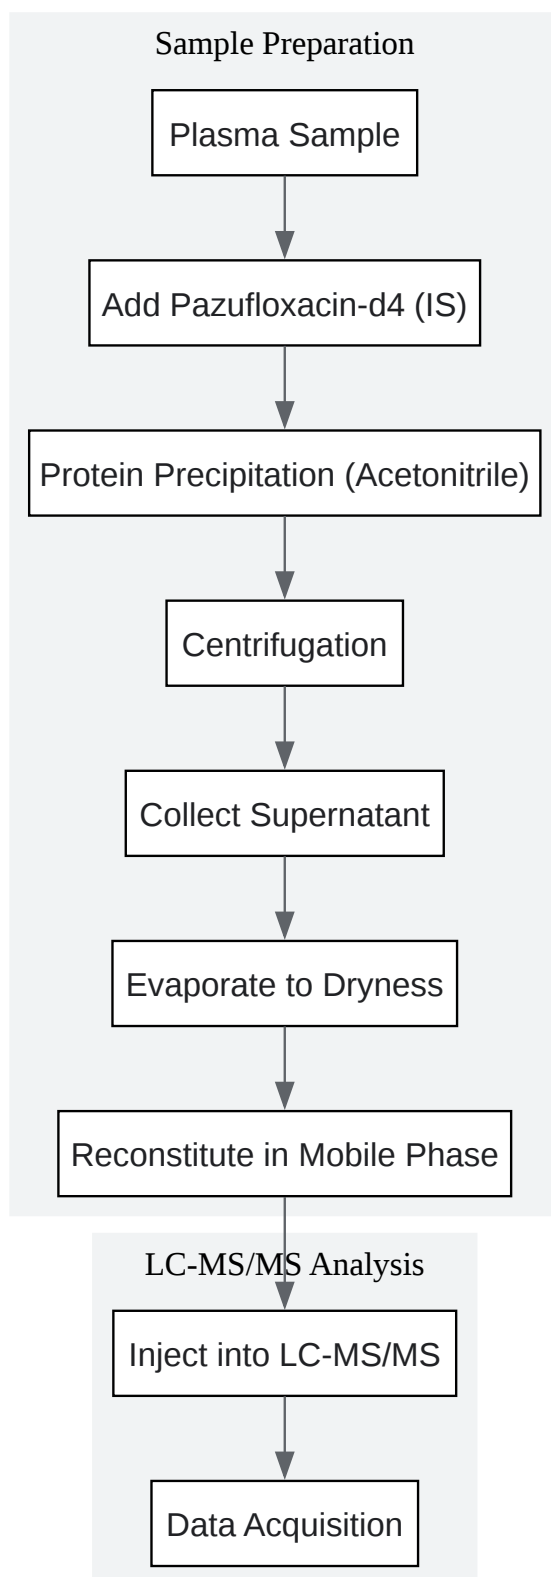 Sample Preparation
Plasma Sample
Add Pazufloxacin-d4 (IS)
Protein Precipitation (Acetonitrile)
Centrifugation
Collect Supernatant
Evaporate to Dryness
Reconstitute in Mobile Phase
LC-MS/MS Analysis
Inject into LC-MS/MS
Data Acquisition